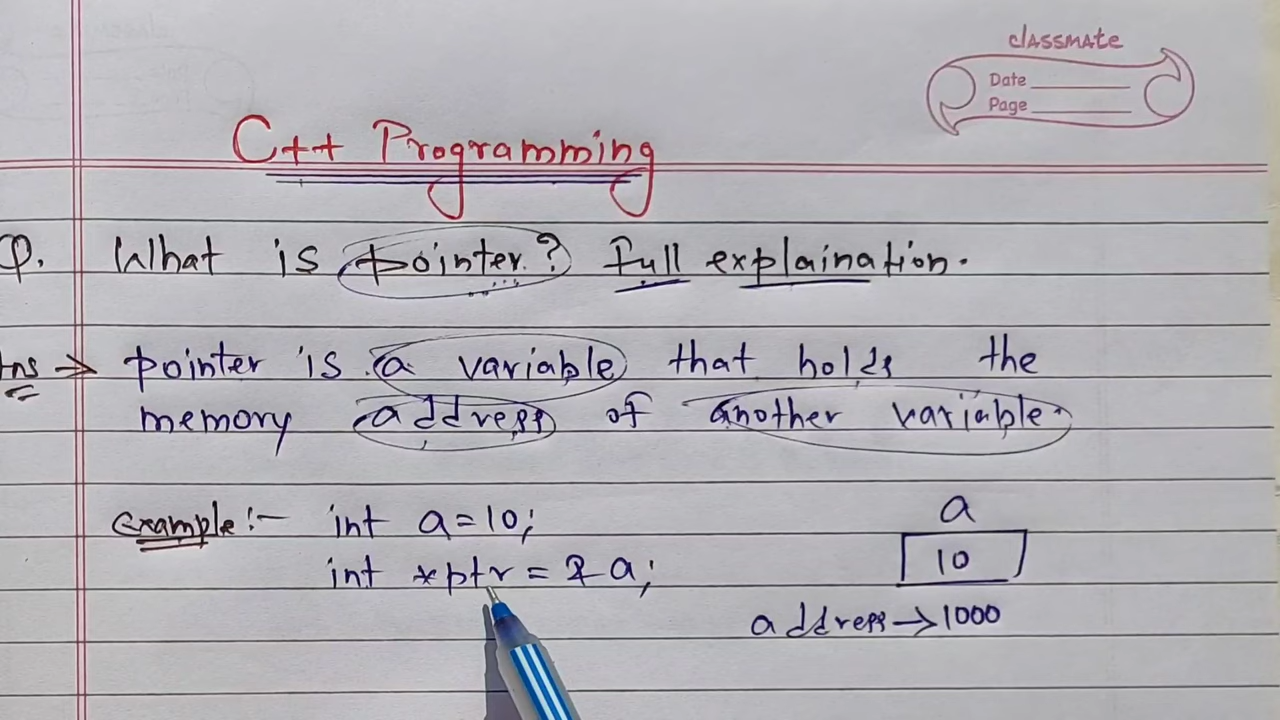 classmate
Date
Page
C++ Programming
Q. What is pointer? Full explaination.
Ans → pointer is a variable that holds the
memory address of another variable.
Example:- int a=10;
int *ptr = &a;
a
10
address → 1000